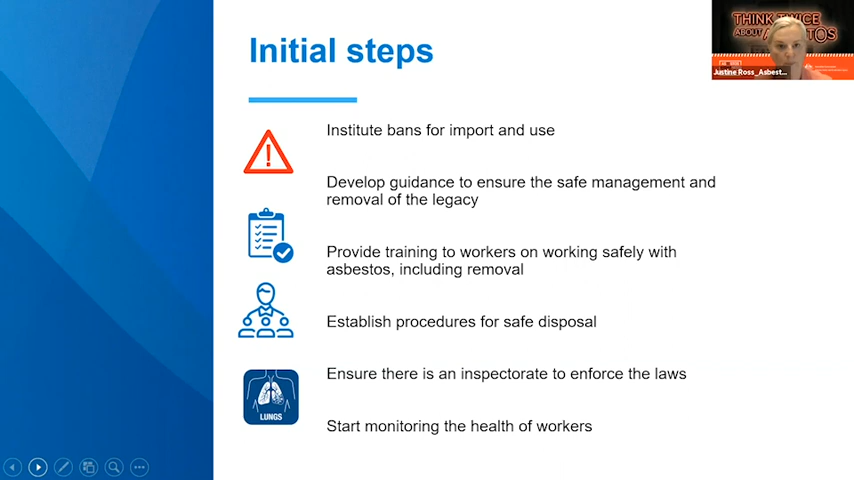 Initial steps
THINK TWICE
ABOUT
Justine Ross_Asbest...
Institute bans for import and use
Develop guidance to ensure the safe management and
removal of the legacy
Provide training to workers on working safely with
asbestos, including removal
Establish procedures for safe disposal
Ensure there is an inspectorate to enforce the laws
LUNGS
Start monitoring the health of workers